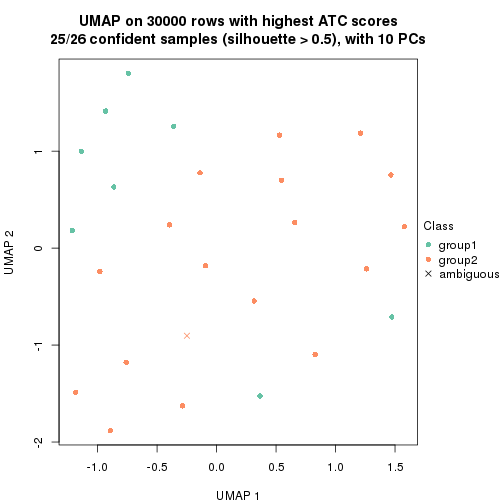 UMAP on 30000 rows with highest ATC scores
25/26 confident samples (silhouette > 0.5), with 10 PCs
UMAP 2
1
0
-1
-2
Class
group1
group2
ambiguous
-1.0 -0.5 0.0 0.5 1.0 1.5
UMAP 1